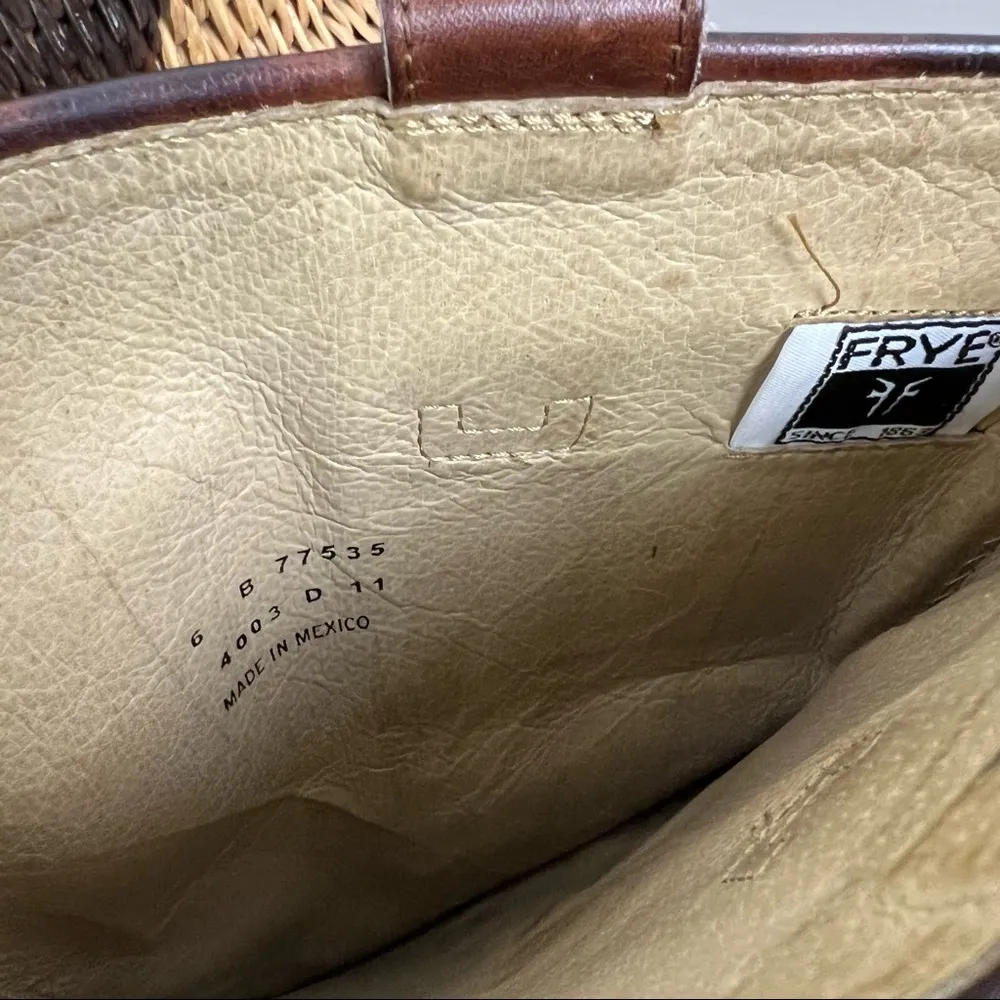 FRYE®
SINCE 1863
6 B 77535
4003 D 11
MADE IN MEXICO